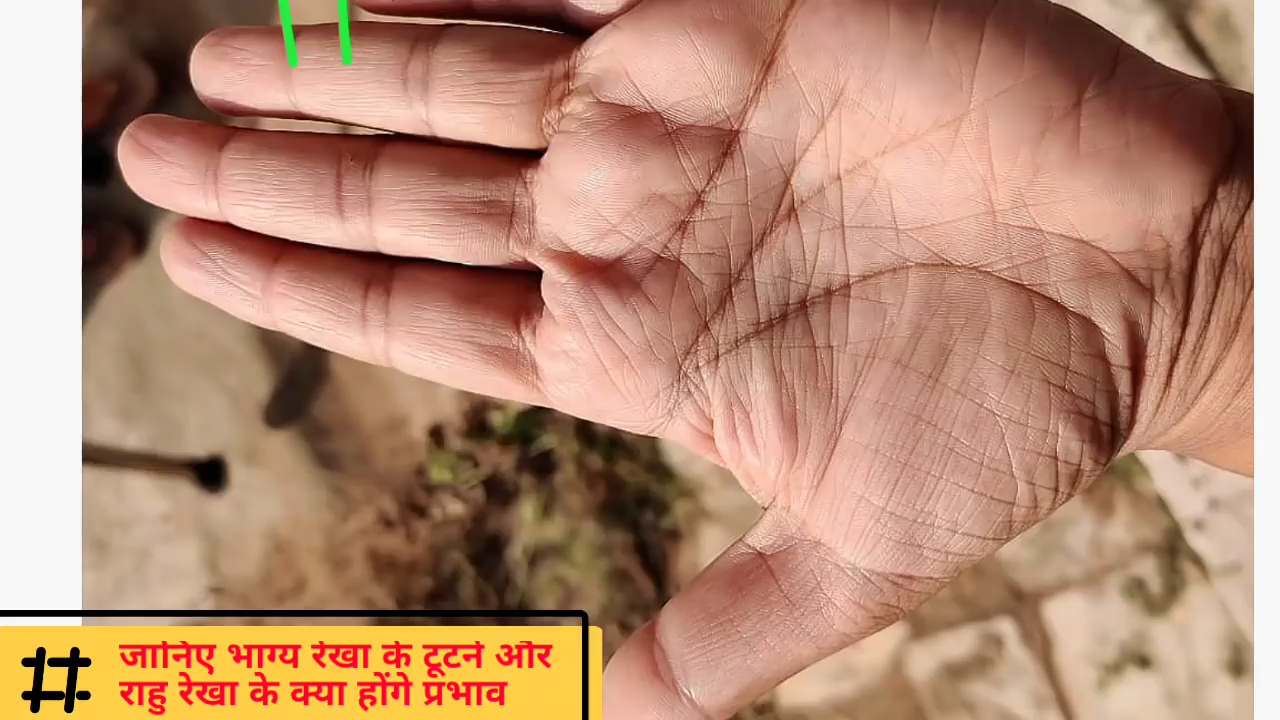 # जानिए भाग्य रेखा के टूटने और
राहु रेखा के क्या होंगे प्रभाव